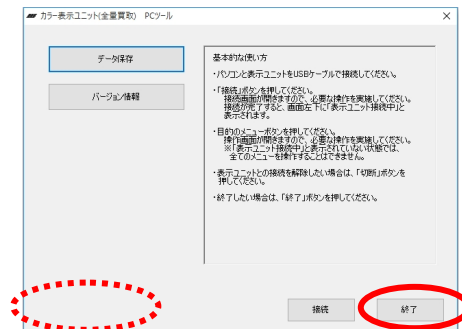 カラー表示ユニット(全量買取) PCツール
データ保存
バージョン情報
基本的な使い方
・パソコンと表示ユニットをUSBケーブルで接続してください。
・「接続」ボタンを押してください。
接続画面が開きますので、必要な操作を実施してください。
接続が完了すると、画面左下に「表示ユニット接続中」と
表示されます。
・目的のメニューボタンを押してください。
操作画面が開きますので、必要な操作を実施してください。
※「表示ユニット接続中」と表示されていない状態では、
全てのメニューを操作することはできません。
・表示ユニットとの接続を解除したい場合は、「切断」ボタンを
押してください。
・終了したい場合は、「終了」ボタンを押してください。
接続
終了